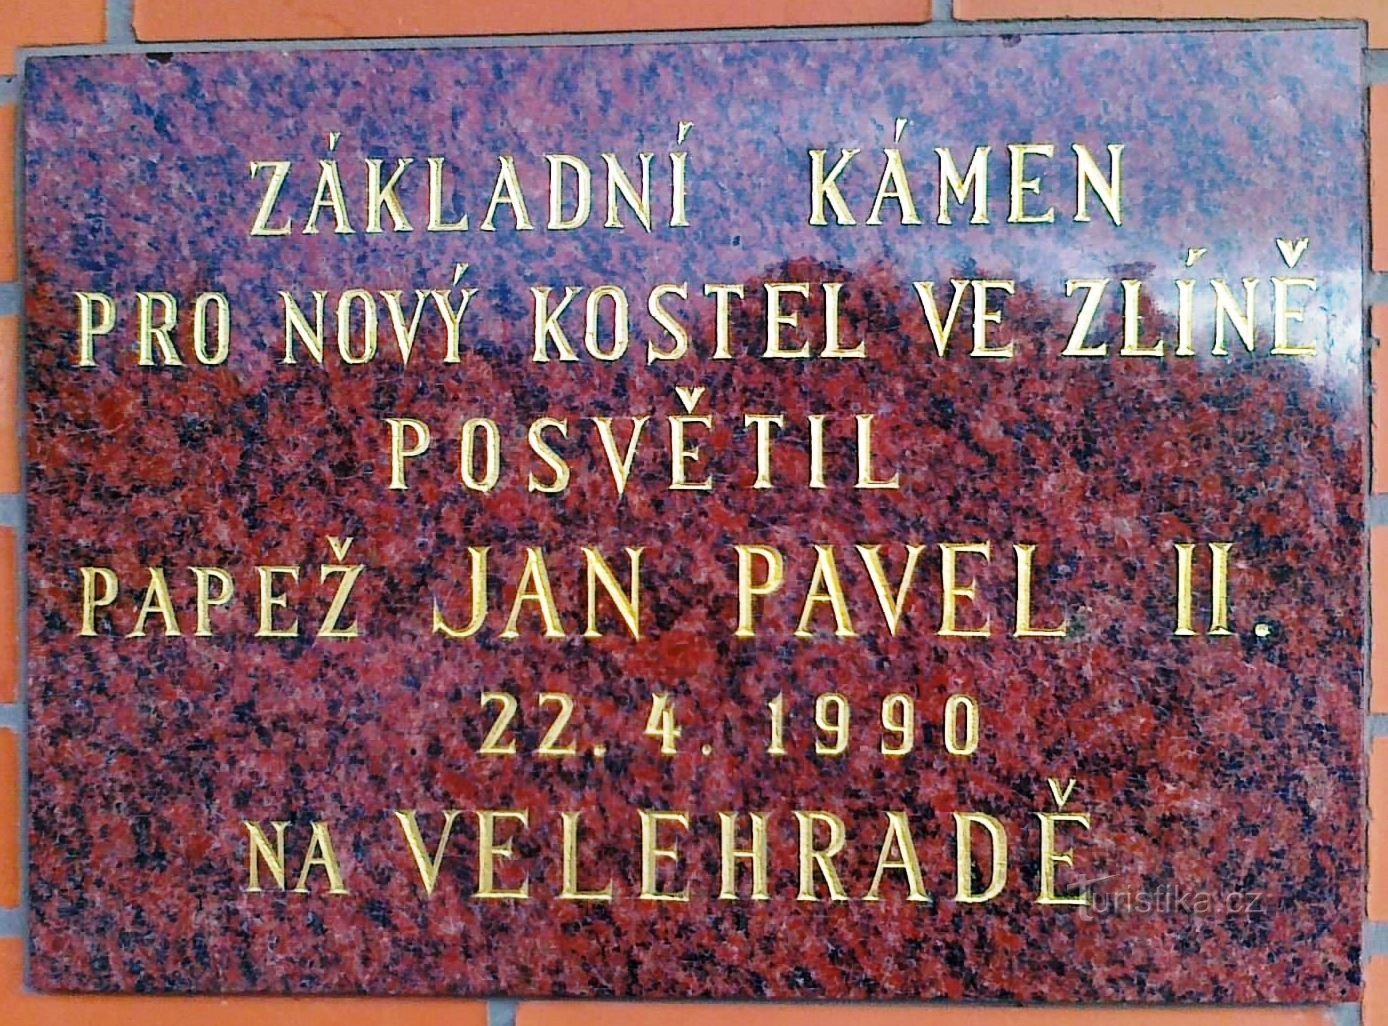 ZÁKLADNÍ KÁMEN
PRO NOVÝ KOSTEL VE ZLÍNĚ
POSVĚTIL
PAPEŽ JAN PAVEL II.
22. 4. 1990
NA VELEHRADĚ
Turistika.cz